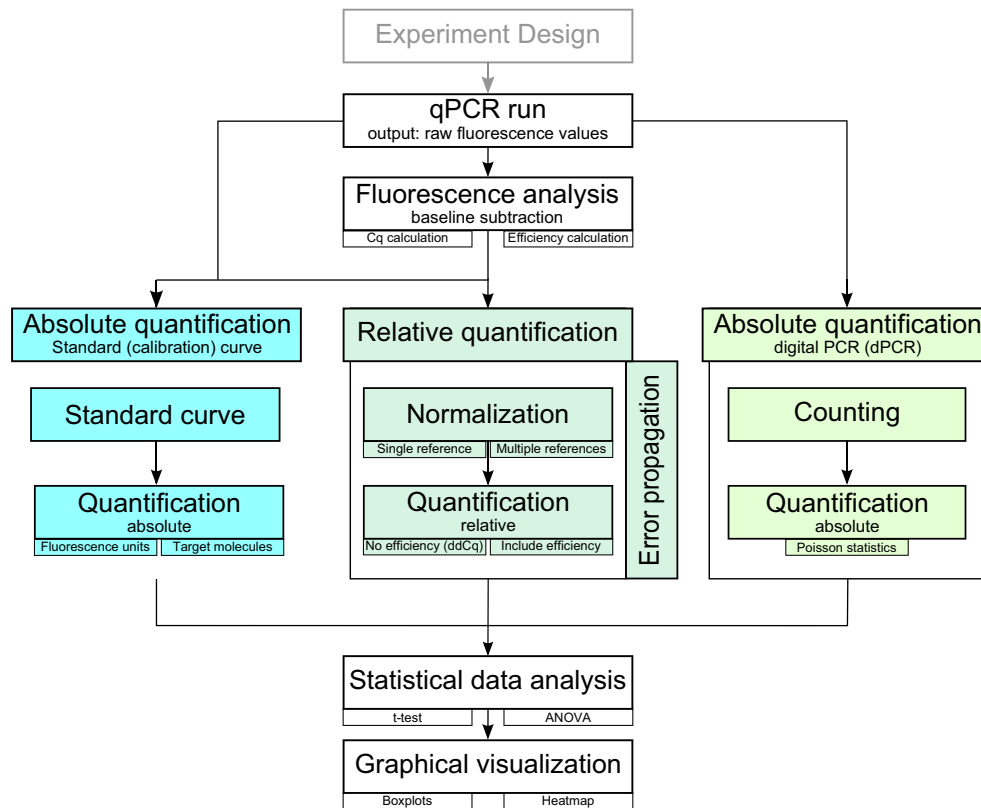 Experiment Design
qPCR run
output: raw fluorescence values
Fluorescence analysis
baseline subtraction
Cq calculation
Efficiency calculation
Absolute quantification
Standard (calibration) curve
Standard curve
Quantification
absolute
Fluorescence units
Target molecules
Relative quantification
Normalization
Single reference
Multiple references
Quantification
relative
No efficiency (ddCq)
Include efficiency
Error propagation
Absolute quantification
digital PCR (dPCR)
Counting
Quantification
absolute
Poisson statistics
Statistical data analysis
t-test
ANOVA
Graphical visualization
Boxplots
Heatmap